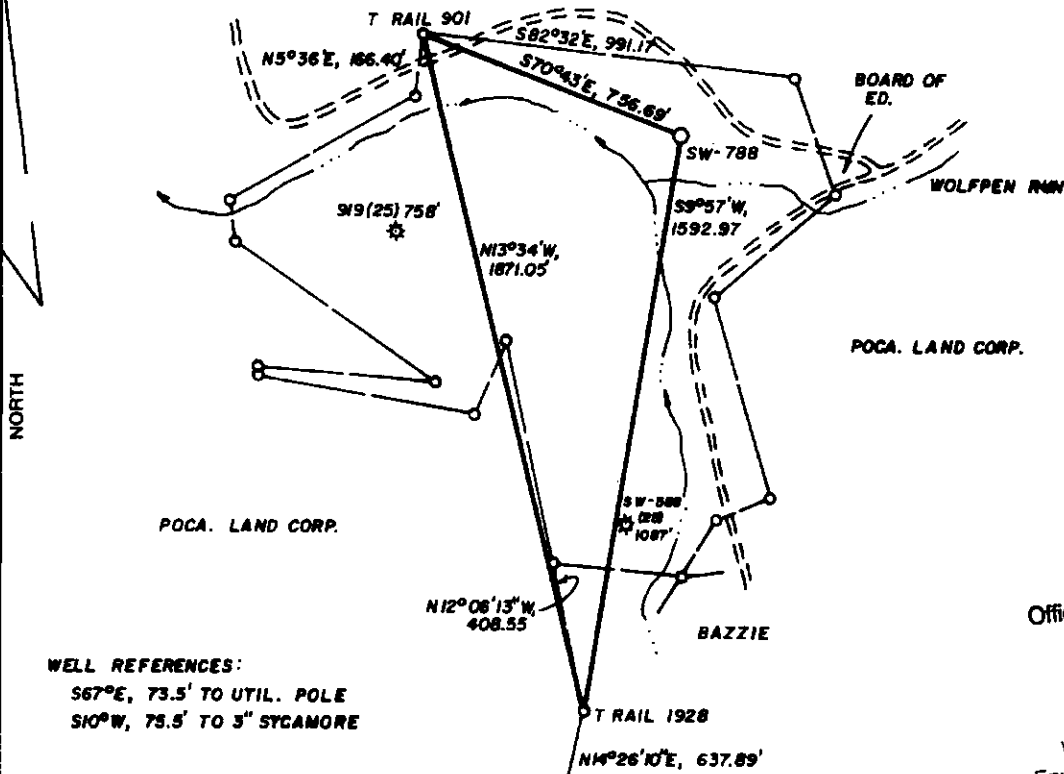 T RAIL 901
S82°32'E, 991.17'
N5°36'E, 166.40'
S70°43'E, 756.69'
BOARD OF
ED.
SW-788
WOLFPEN RUN
919(25) 758'
S9°57'W,
1592.97
N13°34'W,
1871.05'
POCA. LAND CORP.
NORTH
(28)
1087'
POCA. LAND CORP.
N12°06'13"W,
408.55
BAZZIE
Offic
WELL REFERENCES:
S67°E, 73.5' TO UTIL. POLE
S10°W, 75.5' TO 3" SYCAMORE
T RAIL 1928
N14°26'10"E, 637.89'